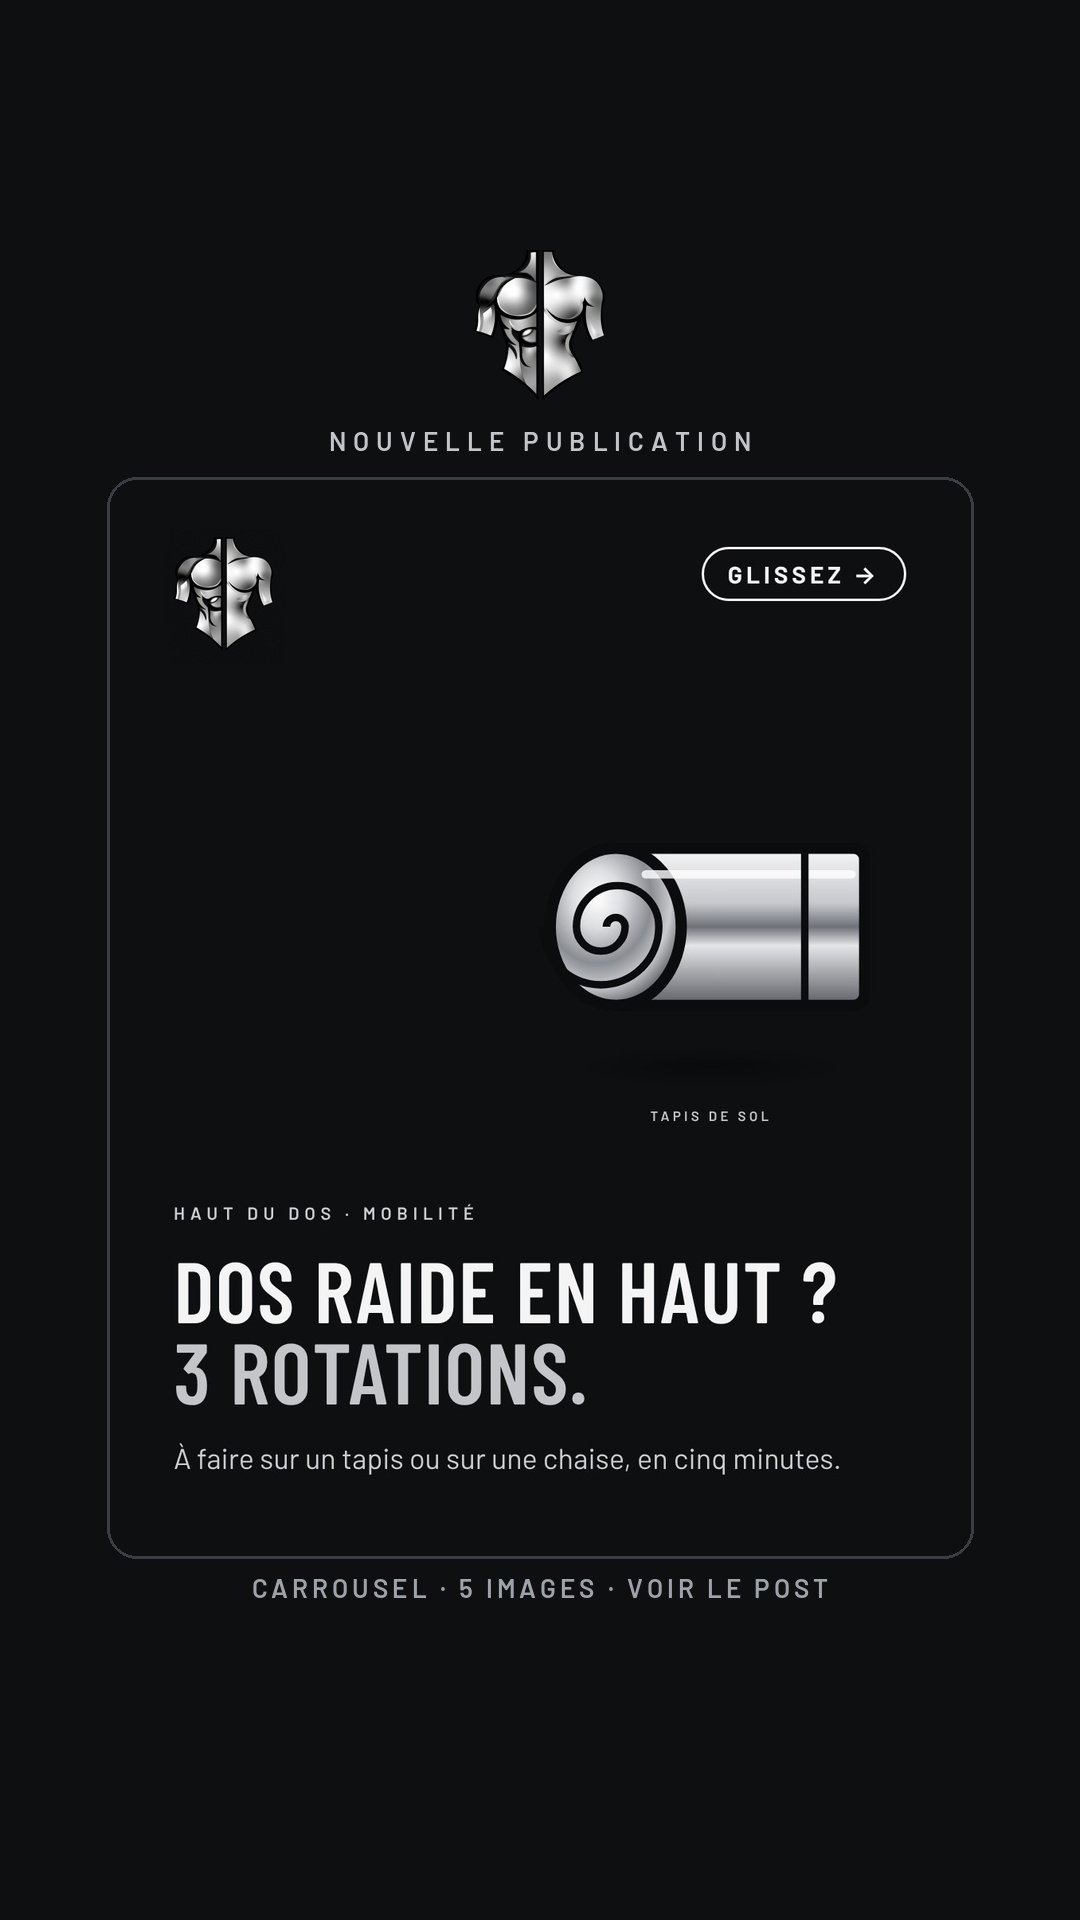 NOUVELLE PUBLICATION
GLISSEZ →
TAPIS DE SOL
HAUT DU DOS · MOBILITÉ
DOS RAIDE EN HAUT ?
3 ROTATIONS.
À faire sur un tapis ou sur une chaise, en cinq minutes.
CARROUSEL · 5 IMAGES · VOIR LE POST